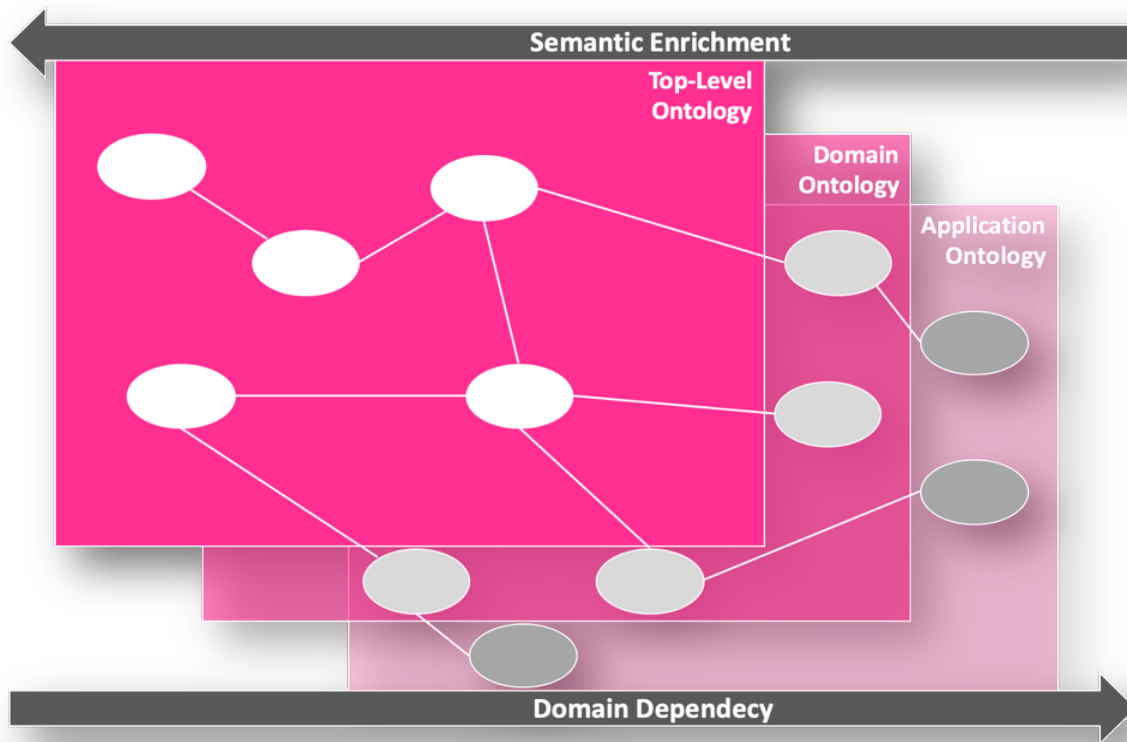 Semantic Enrichment
Top-Level
Ontology
Domain
Ontology
Application
Ontology
Domain Dependecy